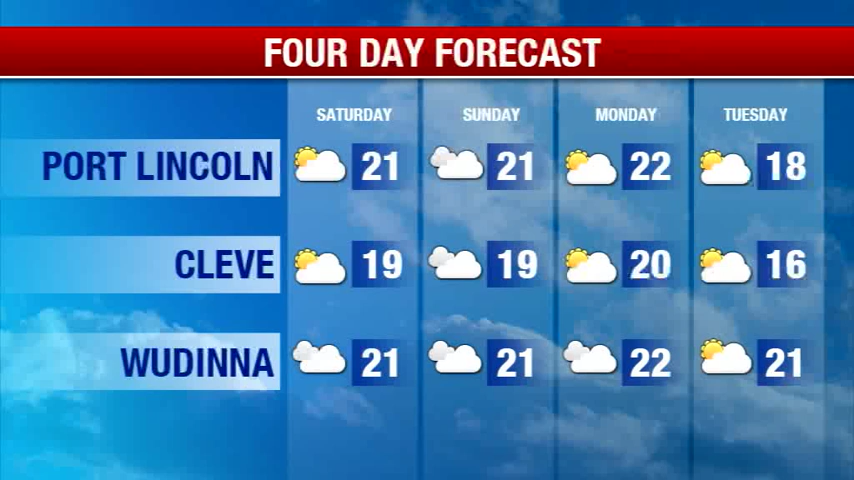 FOUR DAY FORECAST
SATURDAY SUNDAY MONDAY TUESDAY
PORT LINCOLN 21 21 22 18
CLEVE 19 19 20 16
WUDINNA 21 21 22 21